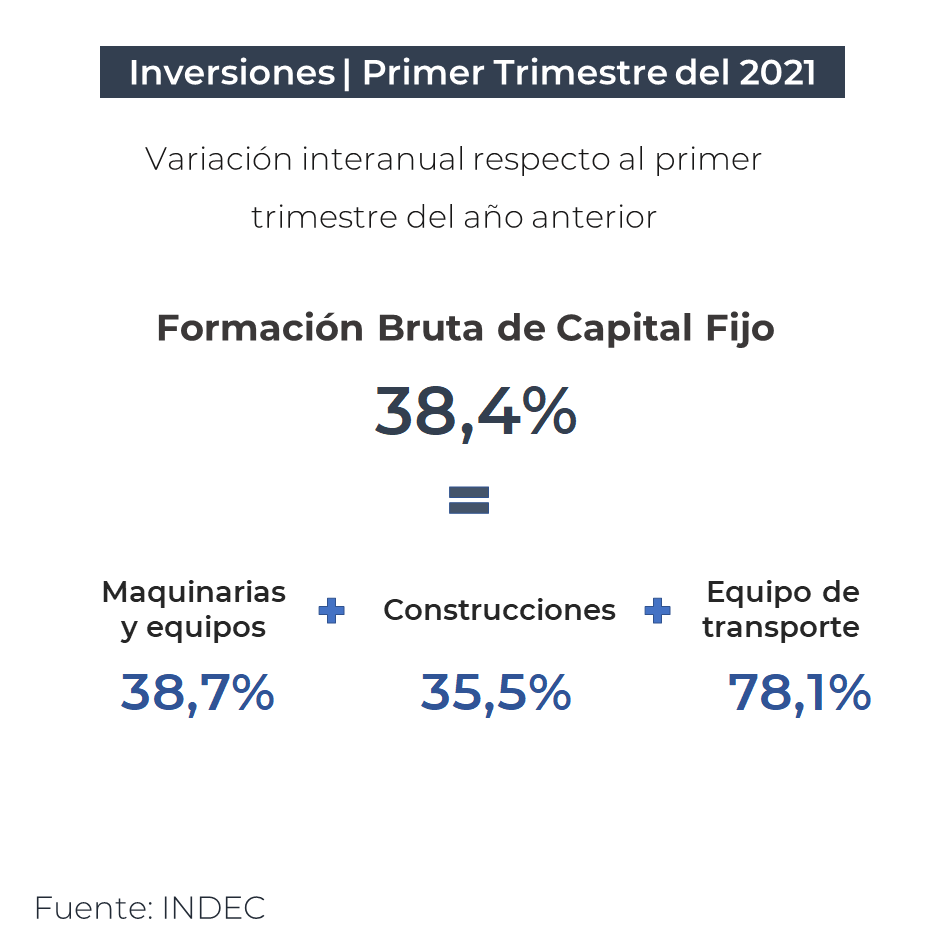 Inversiones | Primer Trimestre del 2021
Variación interanual respecto al primer
trimestre del año anterior
Formación Bruta de Capital Fijo
38,4%
=
Maquinarias
y equipos
+
Construcciones
+
Equipo de
transporte
38,7%
35,5%
78,1%
Fuente: INDEC